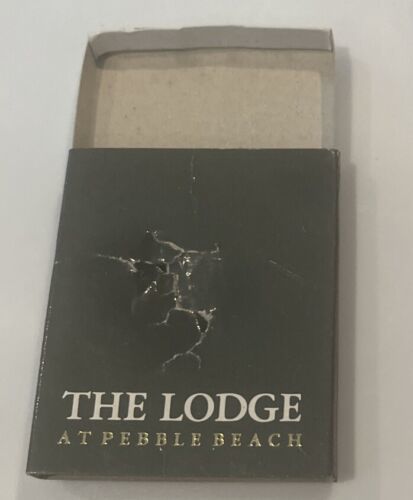 THE LODGE
AT PEBBLE BEACH